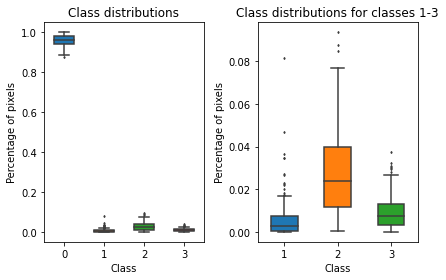 Class distributions
Percentage of pixels
1.0
0.8
0.6
0.4
0.2
0.0
0 1 2 3
Class
Class distributions for classes 1-3
Percentage of pixels
0.08
0.06
0.04
0.02
0.00
1 2 3
Class